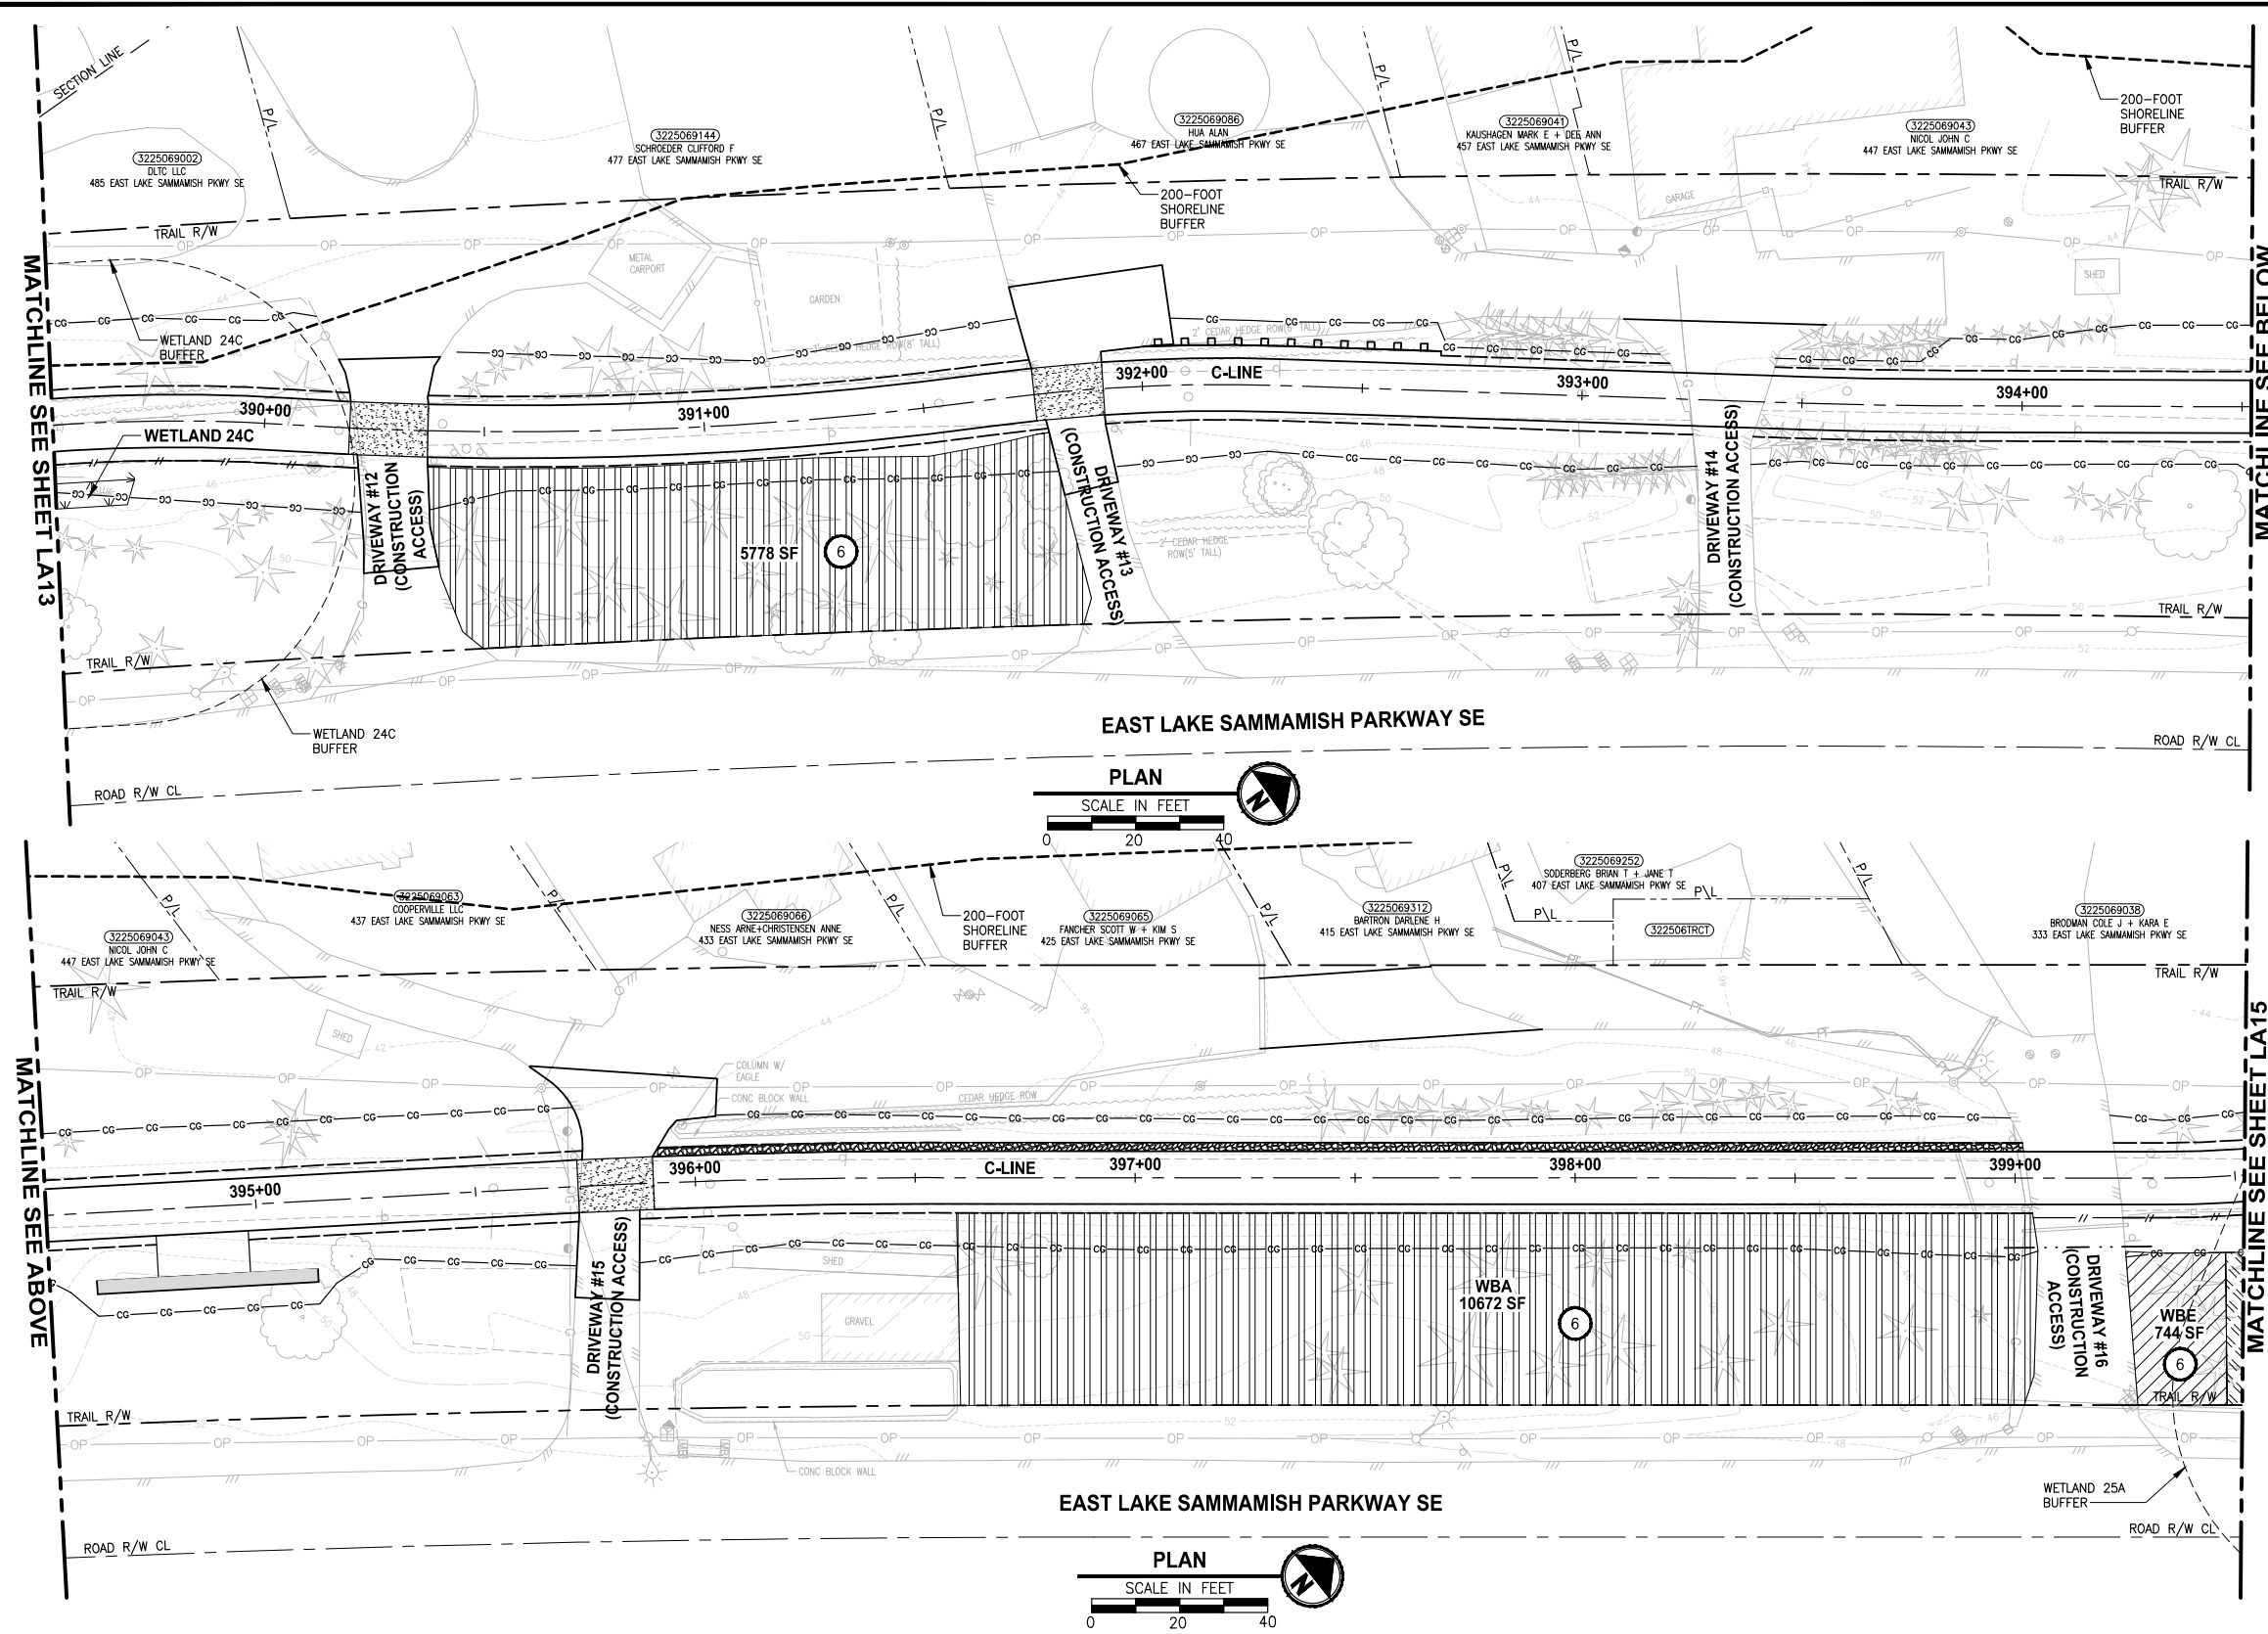 SECTION LINE
P/L
P/L
P/L
P/L
3225069002
DLTC LLC
485 EAST LAKE SAMMAMISH PKWY SE
3225069144
SCHROEDER CLIFFORD F
477 EAST LAKE SAMMAMISH PKWY SE
3225069086
HUA ALAN
467 EAST LAKE SAMMAMISH PKWY SE
3225069041
KAUSHAGEN MARK E + DEE ANN
457 EAST LAKE SAMMAMISH PKWY SE
3225069043
NICOL JOHN C
447 EAST LAKE SAMMAMISH PKWY SE
200-FOOT
SHORELINE
BUFFER
200-FOOT
SHORELINE
BUFFER
TRAIL R/W
TRAIL R/W
GARAGE
METAL
CARPORT
GARDEN
SHED
MATCHLINE SEE SHEET LA13
MATCHLINE SEE BELOW
WETLAND 24C
BUFFER
2' CEDAR HEDGE ROW(6' TALL)
3' CEDAR HEDGE ROW(8' TALL)
390+00
391+00
392+00
C-LINE
393+00
394+00
WETLAND 24C
DRIVEWAY #12
(CONSTRUCTION
ACCESS)
5778 SF
6
DRIVEWAY #13
(CONSTRUCTION ACCESS)
2' CEDAR HEDGE
ROW(5' TALL)
DRIVEWAY #14
(CONSTRUCTION ACCESS)
TRAIL R/W
TRAIL R/W
WETLAND 24C
BUFFER
EAST LAKE SAMMAMISH PARKWAY SE
ROAD R/W CL
ROAD R/W CL
PLAN
SCALE IN FEET
0 20 40
N
P/L
P/L
P/L
P/L
P\L
P\L
P\L
P/L
3225069043
NICOL JOHN C
447 EAST LAKE SAMMAMISH PKWY SE
3225069063
COOPERVILLE LLC
437 EAST LAKE SAMMAMISH PKWY SE
3225069066
NESS ARNE+CHRISTENSEN ANNE
433 EAST LAKE SAMMAMISH PKWY SE
200-FOOT
SHORELINE
BUFFER
3225069065
FANCHER SCOTT W + KIM S
425 EAST LAKE SAMMAMISH PKWY SE
3225069312
BARTRON DARLENE H
415 EAST LAKE SAMMAMISH PKWY SE
3225069252
SODERBERG BRIAN T + JANE T
407 EAST LAKE SAMMAMISH PKWY SE
322506TRCT
3225069038
BRODMAN COLE J + KARA E
333 EAST LAKE SAMMAMISH PKWY SE
TRAIL R/W
TRAIL R/W
SHED
COLUMN W/
EAGLE
CONC BLOCK WALL
CEDAR HEDGE ROW
MATCHLINE SEE ABOVE
MATCHLINE SEE SHEET LA15
395+00
396+00
C-LINE
397+00
398+00
399+00
DRIVEWAY #15
(CONSTRUCTION ACCESS)
SHED
GRAVEL
WBA
10672 SF
6
DRIVEWAY #16
(CONSTRUCTION
ACCESS)
WBE
744 SF
6
TRAIL R/W
TRAIL R/W
CONC BLOCK WALL
WETLAND 25A
BUFFER
EAST LAKE SAMMAMISH PARKWAY SE
ROAD R/W CL
ROAD R/W CL
PLAN
SCALE IN FEET
0 20 40
N